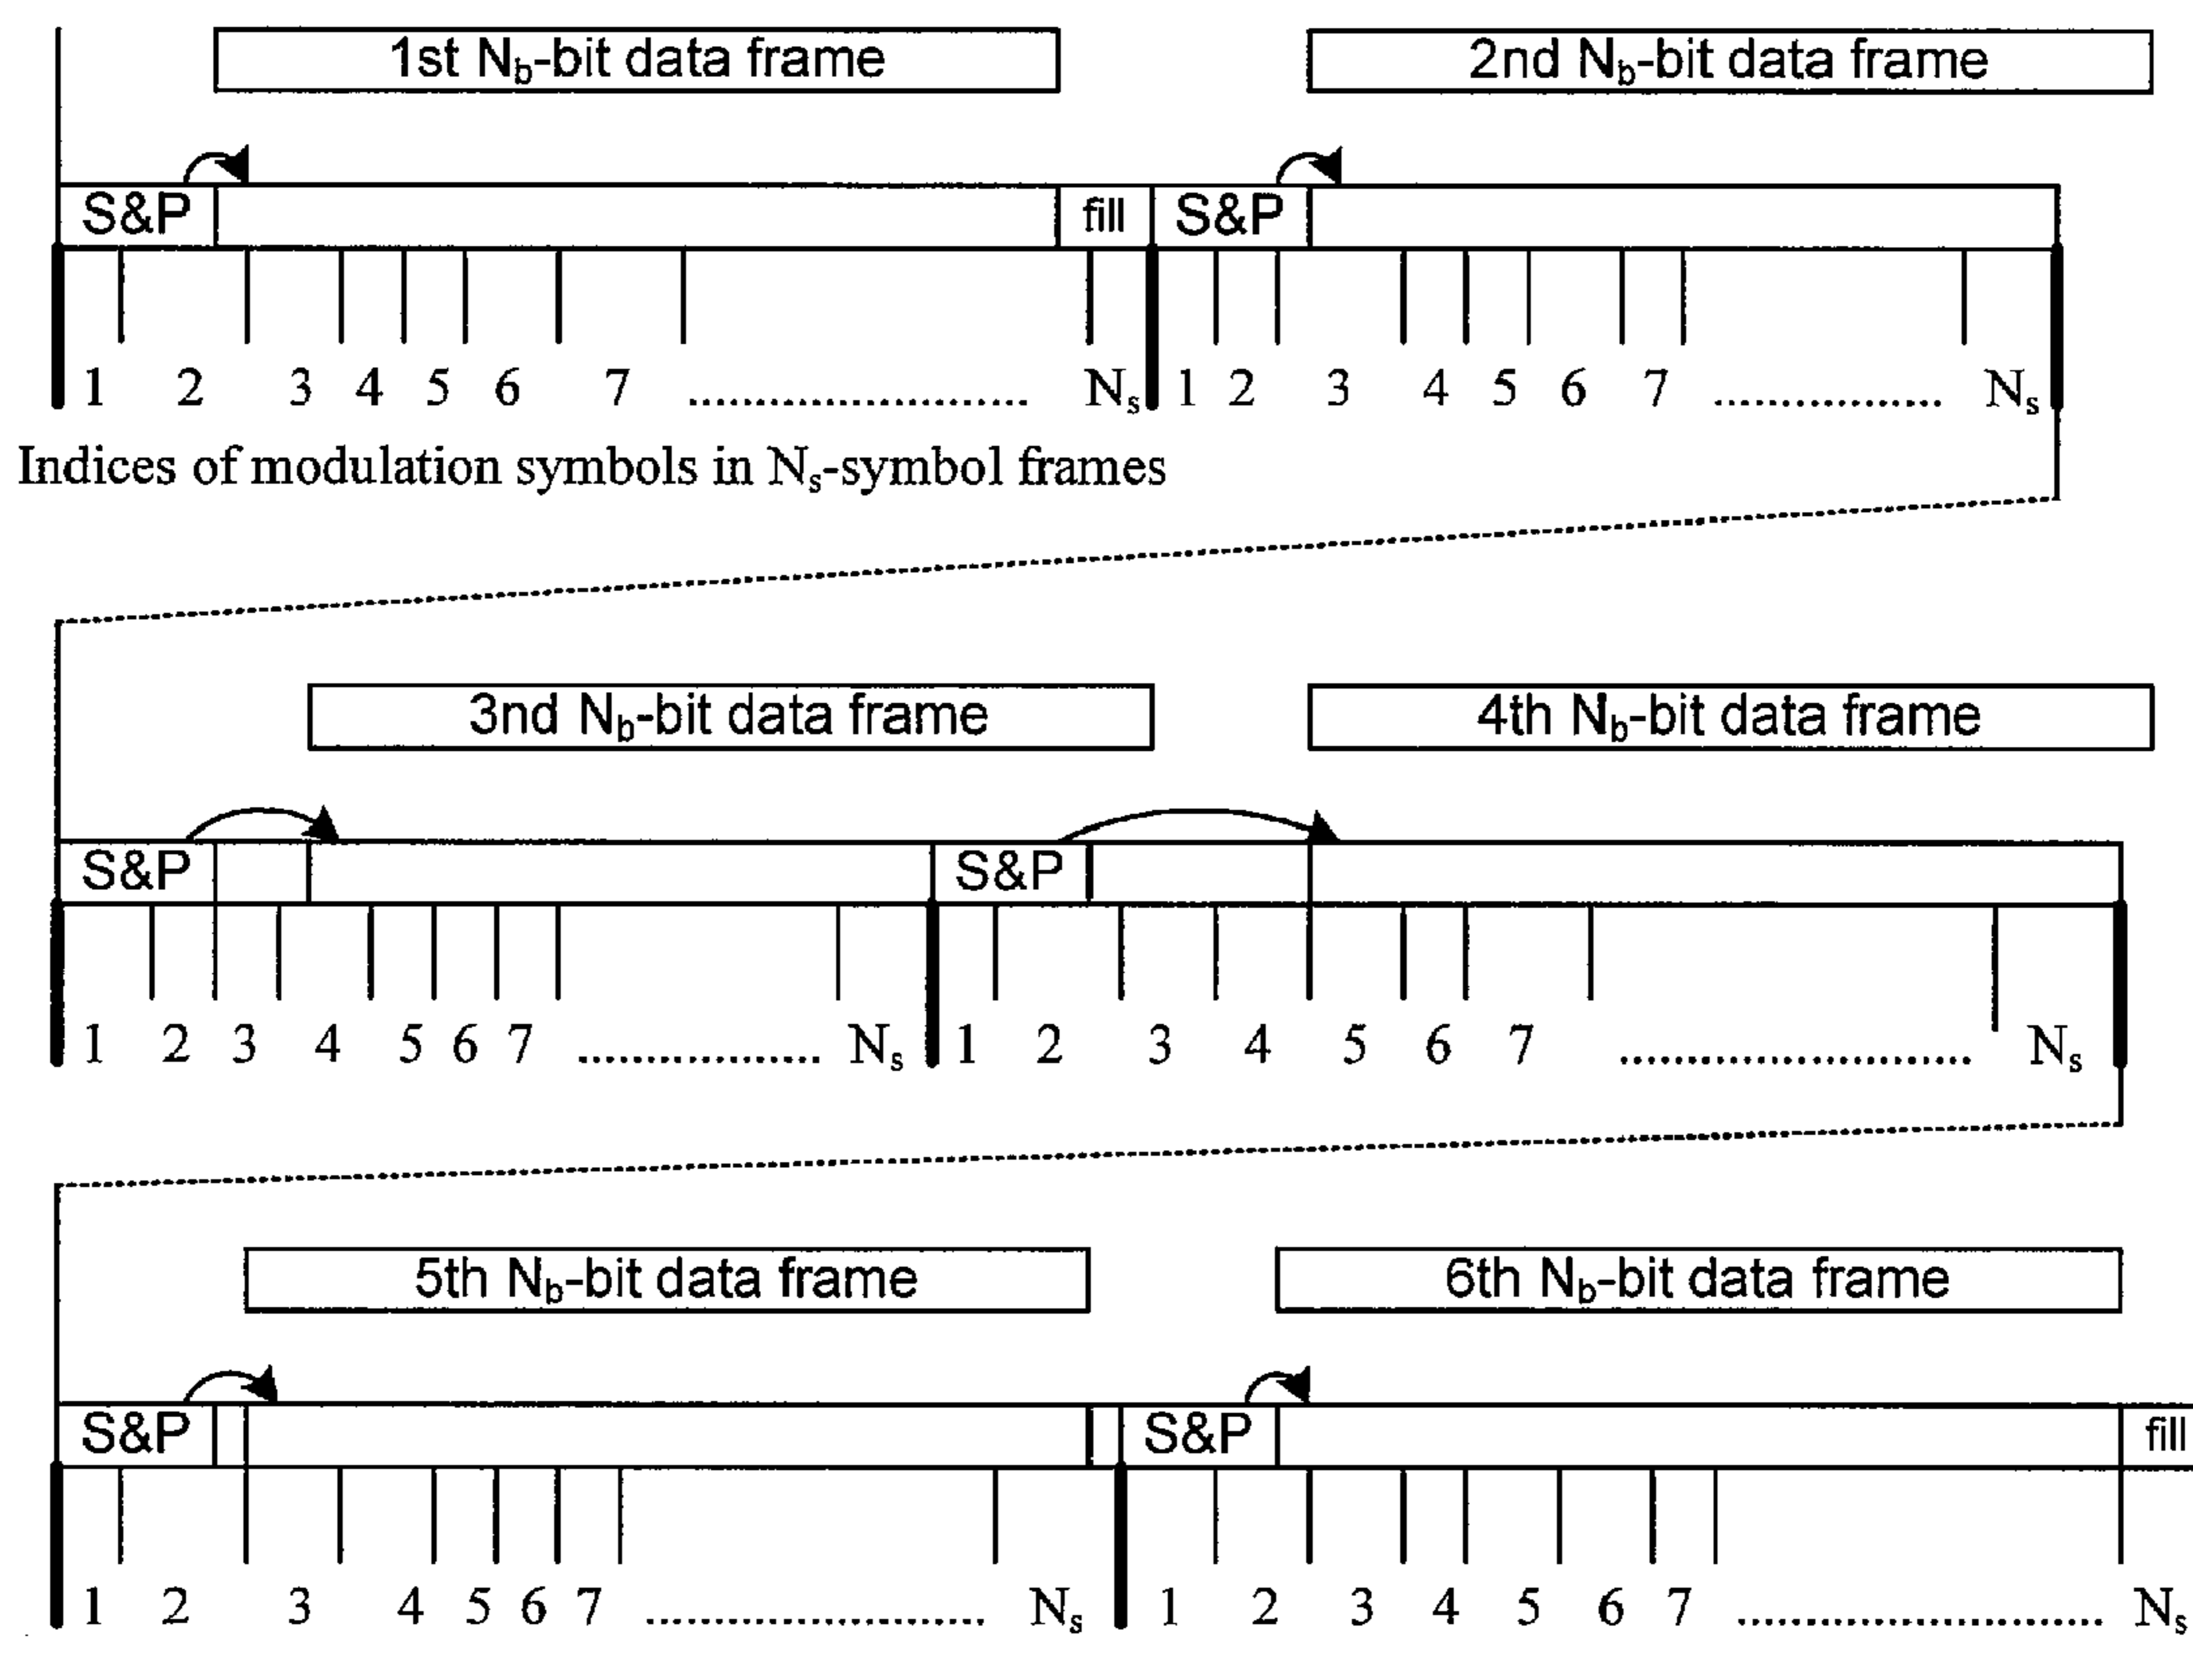 1st Nb-bit data frame 2nd Nb-bit data frame
S&P fill S&P
1 2 3 4 5 6 7 .............................. Ns 1 2 3 4 5 6 7 ..................... Ns
Indices of modulation symbols in Ns-symbol frames
3nd Nb-bit data frame 4th Nb-bit data frame
S&P S&P
1 2 3 4 5 6 7 ..................... Ns 1 2 3 4 5 6 7 .............................. Ns
5th Nb-bit data frame 6th Nb-bit data frame
S&P S&P fill
1 2 3 4 5 6 7 .............................. Ns 1 2 3 4 5 6 7 .............................. Ns